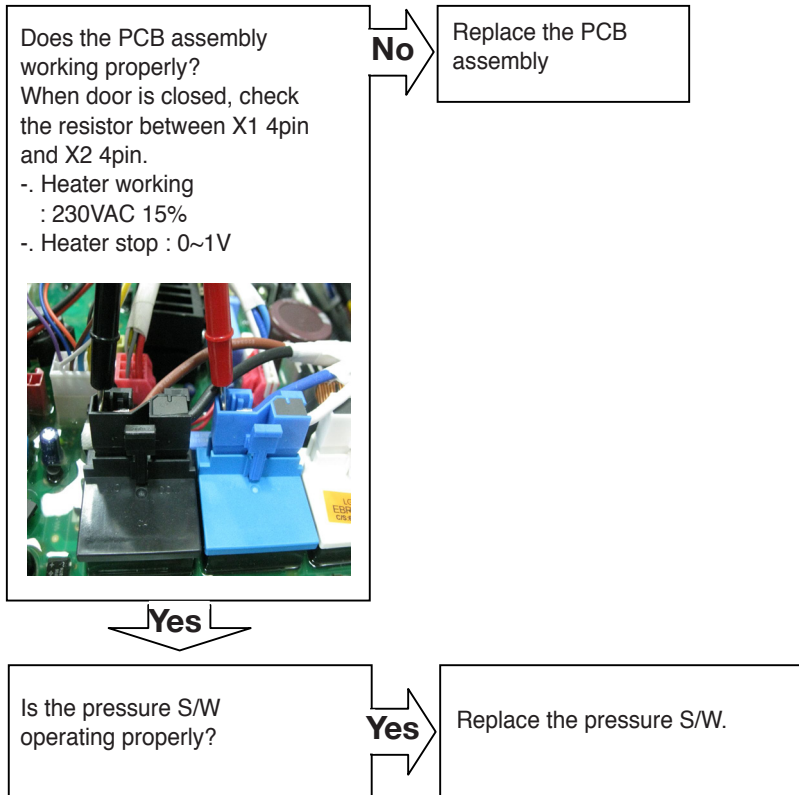 Does the PCB assembly
working properly?
When door is closed, check
the resistor between X1 4pin
and X2 4pin.
-. Heater working
: 230VAC 15%
-. Heater stop : 0~1V
No
Replace the PCB
assembly
Yes
Is the pressure S/W
operating properly?
Yes
Replace the pressure S/W.